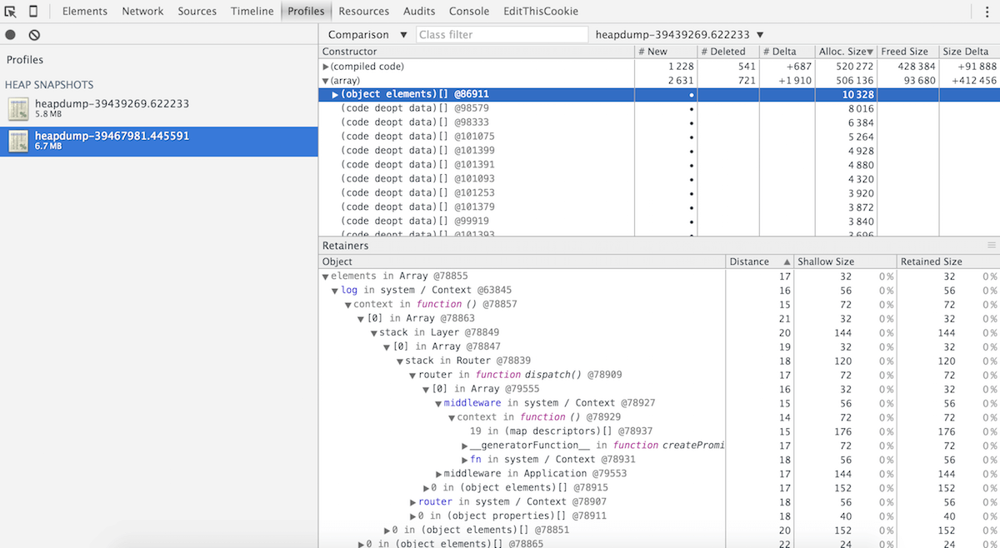 Elements Network Sources Timeline Profiles Resources Audits Console EditThisCookie
Comparison ▼ Class filter heapdump-39439269.622233 ▼
Profiles
HEAP SNAPSHOTS
heapdump-39439269.622233
5.8 MB
heapdump-39467981.445591
6.7 MB
Constructor # New # Deleted # Delta Alloc. Size▼ Freed Size Size Delta
▶(compiled code) 1 228 541 +687 520 272 428 384 +91 888
▼(array) 2 631 721 +1 910 506 136 93 680 +412 456
▶(object elements)[] @86911 • 10 328
(code deopt data)[] @98579 • 8 016
(code deopt data)[] @98333 • 6 384
(code deopt data)[] @101075 • 5 264
(code deopt data)[] @101399 • 4 928
(code deopt data)[] @101391 • 4 880
(code deopt data)[] @101093 • 4 320
(code deopt data)[] @101253 • 3 920
(code deopt data)[] @101379 • 3 872
(code deopt data)[] @99919 • 3 840
(code deopt data)[] @101393 • 3 696
Retainers
Object Distance ▲ Shallow Size Retained Size
▼elements in Array @78855 17 32 0% 32 0%
▼log in system / Context @63845 16 56 0% 56 0%
▼context in function () @78857 15 72 0% 72 0%
▼[0] in Array @78863 21 32 0% 32 0%
▼stack in Layer @78849 20 144 0% 144 0%
▼[0] in Array @78847 19 32 0% 32 0%
▼stack in Router @78839 18 120 0% 120 0%
▼router in function dispatch() @78909 17 72 0% 72 0%
▼[0] in Array @79555 16 32 0% 32 0%
▼middleware in system / Context @78927 15 56 0% 56 0%
▼context in function () @78929 14 72 0% 72 0%
19 in (map descriptors)[] @78937 15 176 0% 176 0%
▶__generatorFunction__ in function createPromi 17 72 0% 72 0%
▶fn in system / Context @78931 18 56 0% 56 0%
▶middleware in Application @79553 17 144 0% 144 0%
▶0 in (object elements)[] @78915 17 152 0% 152 0%
▶router in system / Context @78907 18 56 0% 56 0%
▶0 in (object properties)[] @78911 18 40 0% 40 0%
▶0 in (object elements)[] @78851 20 152 0% 152 0%
▶0 in (object elements)[] @78865 22 24 0% 24 0%